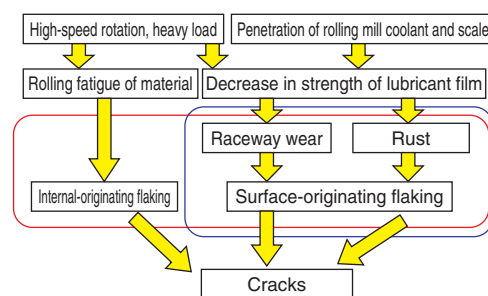 High-speed rotation, heavy load
Penetration of rolling mill coolant and scale
Rolling fatigue of material
Decrease in strength of lubricant film
Raceway wear
Rust
Internal-originating flaking
Surface-originating flaking
Cracks